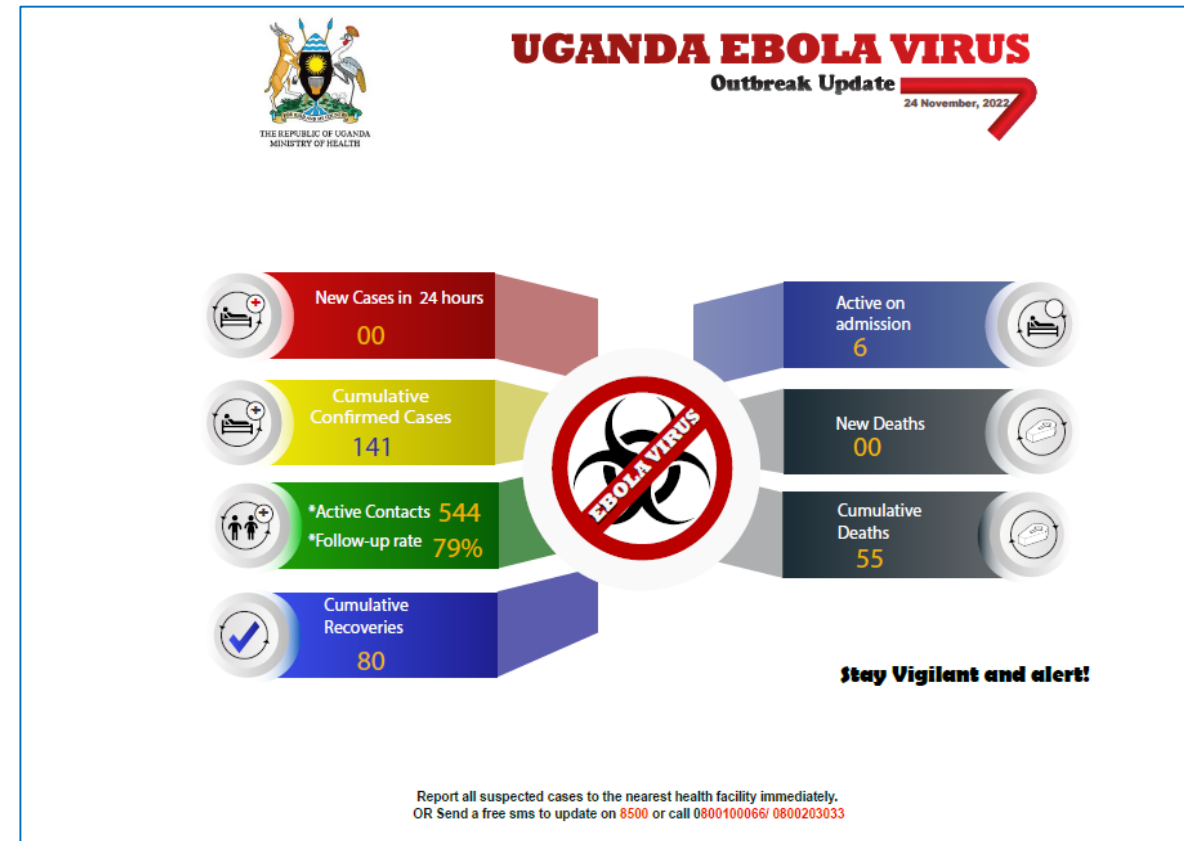 THE REPUBLIC OF UGANDA
MINISTRY OF HEALTH
UGANDA EBOLA VIRUS
Outbreak Update
24 November, 2022
New Cases in 24 hours
00
Cumulative
Confirmed Cases
141
*Active Contacts 544
*Follow-up rate 79%
Cumulative
Recoveries
80
EBOLA VIRUS
Active on
admission
6
New Deaths
00
Cumulative
Deaths
55
Stay Vigilant and alert!
Report all suspected cases to the nearest health facility immediately.
OR Send a free sms to update on 8500 or call 0800100066/ 0800203033